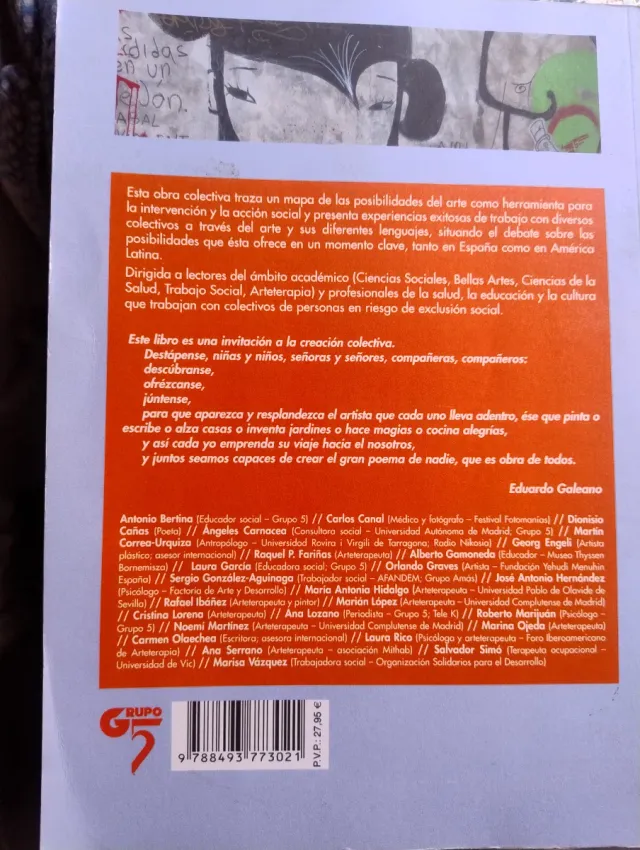 rdidas
en un
Esta obra colectiva traza un mapa de las posibilidades del arte como herramienta para
la intervención y la acción social y presenta experiencias exitosas de trabajo con diversos
colectivos a través del arte y sus diferentes lenguajes, situando el debate sobre las
posibilidades que ésta ofrece en un momento clave, tanto en España como en América
Latina.
Dirigida a lectores del ámbito académico (Ciencias Sociales, Bellas Artes, Ciencias de la
Salud, Trabajo Social, Arteterapia) y profesionales de la salud, la educación y la cultura
que trabajan con colectivos de personas en riesgo de exclusión social.
Este libro es una invitación a la creación colectiva.
Destápense, niñas y niños, señoras y señores, compañeras, compañeros:
descúbranse,
ofrézcanse,
júntense,
para que aparezca y resplandezca el artista que cada uno lleva adentro, ése que pinta o
escribe o alza casas o inventa jardines o hace magias o cocina alegrías,
y así cada yo emprenda su viaje hacia el nosotros,
y juntos seamos capaces de crear el gran poema de nadie, que es obra de todos.
Eduardo Galeano
Antonio Bertina (Educador social – Grupo 5) // Carlos Canal (Médico y fotógrafo – Festival Fotomanías) // Dionisio
Cañas (Poeta) // Ángeles Carnacea (Consultora social – Universidad Autónoma de Madrid; Grupo 5) // Martín
Correa-Urquiza (Antropólogo – Universidad Rovira i Virgili de Tarragona; Radio Nikosia) // Georg Engeli (Artista
plástico; asesor internacional) // Raquel P. Fariñas (Arteterapeuta) // Alberto Gamoneda (Educador – Museo Thyssen
Bornemisza) // Laura García (Educadora social; Grupo 5) // Orlando Graves (Artista – Fundación Yehudi Menuhin
España) // Sergio González-Aguinaga (Trabajador social – AFANDEM; Grupo Amás) // José Antonio Hernández
(Psicólogo – Factoría de Arte y Desarrollo) // María Antonia Hidalgo (Arteterapeuta – Universidad Pablo de Olavide de
Sevilla) // Rafael Ibáñez (Arteterapeuta y pintor) // Marián López (Arteterapeuta – Universidad Complutense de Madrid)
// Cristina Lorena (Arteterapeuta) // Ana Lozano (Periodista – Grupo 5; Tele K) // Roberto Marijuán (Psicólogo –
Grupo 5) // Noemí Martínez (Arteterapeuta – Universidad Complutense de Madrid) // Marina Ojeda (Arteterapeuta)
// Carmen Olaechea (Escritora; asesora internacional) // Laura Rico (Psicóloga y arteterapeuta – Foro Iberoamericano
de Arteterapia) // Ana Serrano (Arteterapeuta – asociación Mithab) // Salvador Simó (Terapeuta ocupacional –
Universidad de Vic) // Marisa Vázquez (Trabajadora social – Organización Solidarios para el Desarrollo)
GRUPO
5
9 788493 773021
P.V.P.: 27,95 €